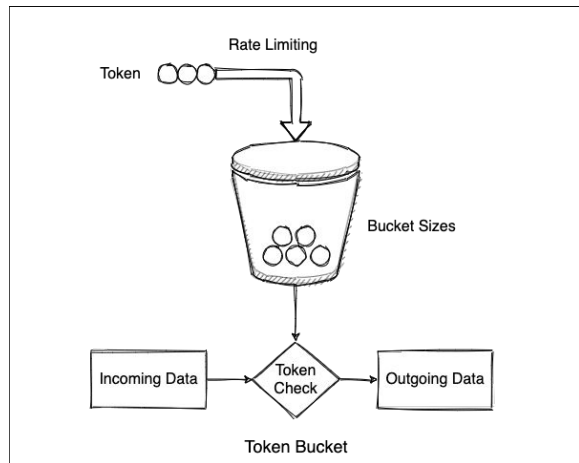 Rate Limiting
Token
Bucket Sizes
Incoming Data
Token
Check
Outgoing Data
Token Bucket